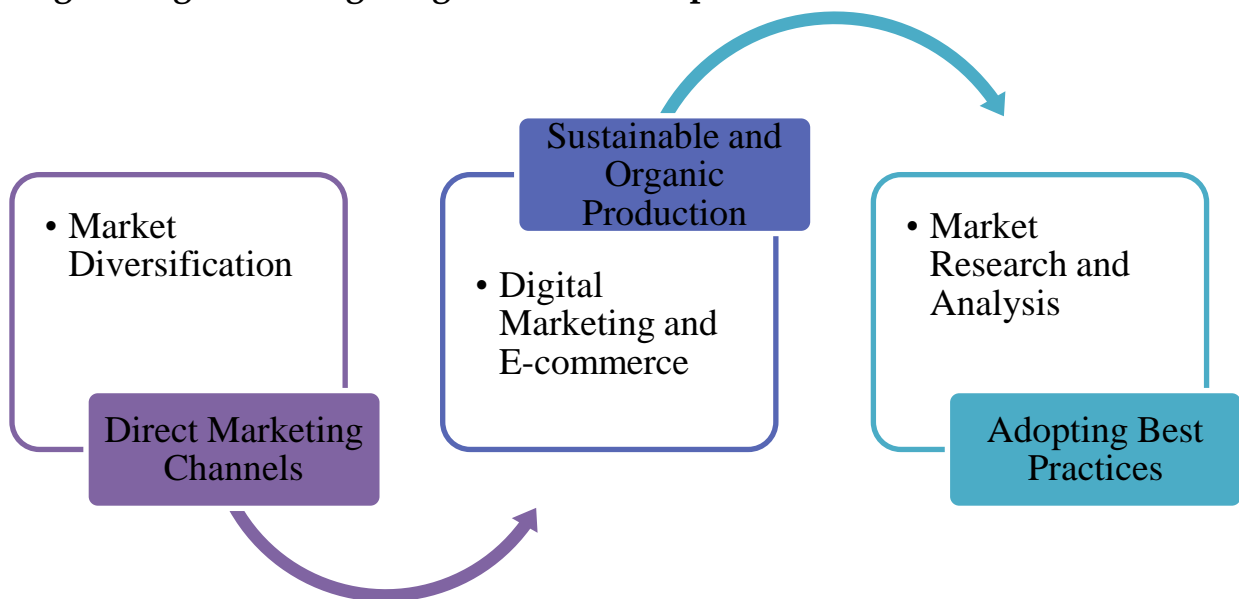 • Market
Diversification
Direct Marketing
Channels
Sustainable and
Organic
Production
• Digital
Marketing and
E-commerce
• Market
Research and
Analysis
Adopting Best
Practices